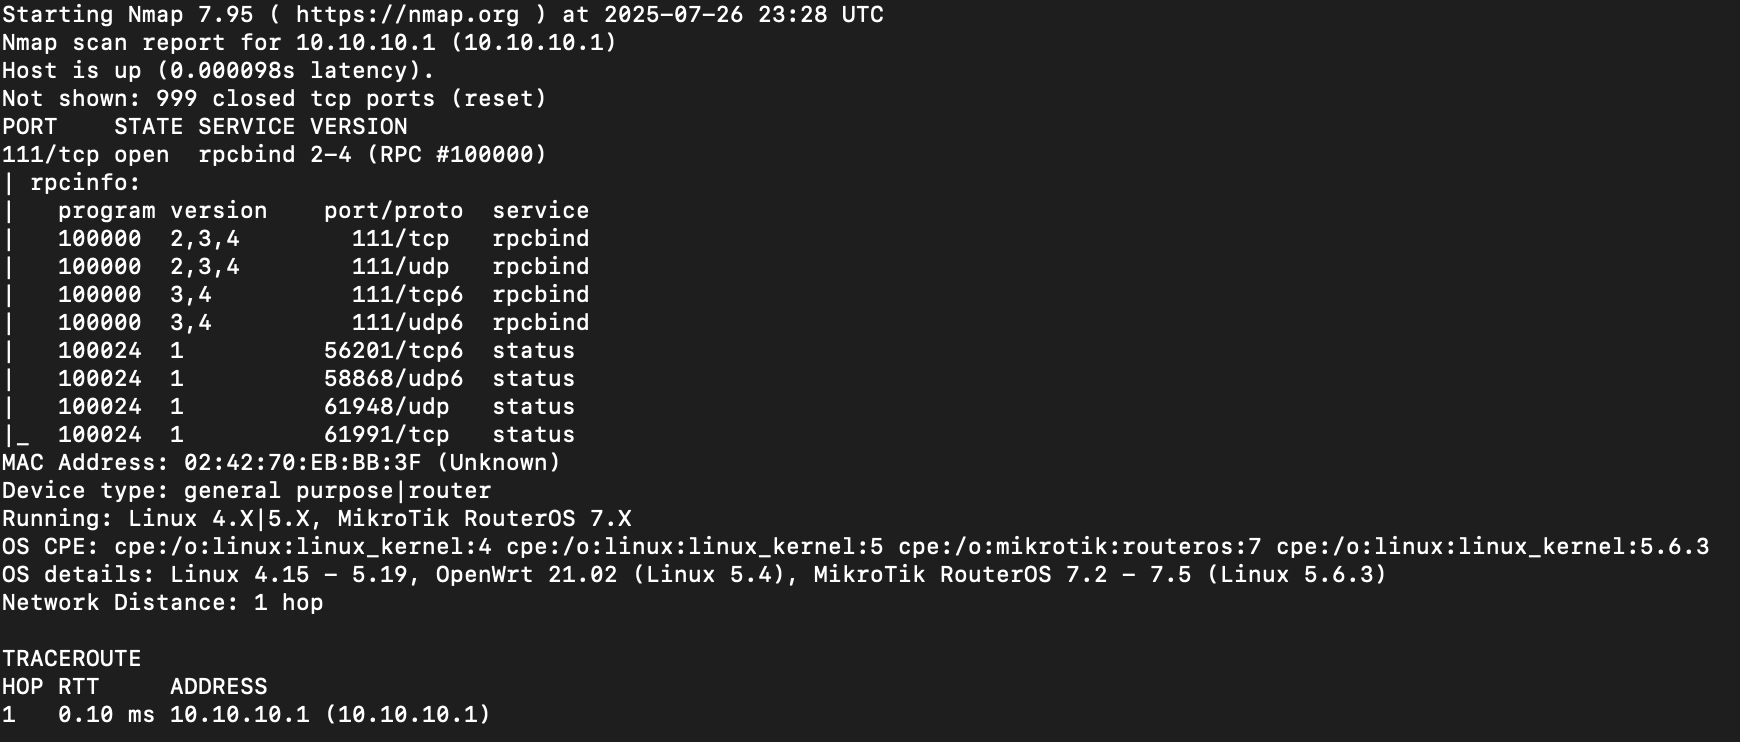 Starting Nmap 7.95 ( https://nmap.org ) at 2025-07-26 23:28 UTC
Nmap scan report for 10.10.10.1 (10.10.10.1)
Host is up (0.000098s latency).
Not shown: 999 closed tcp ports (reset)
PORT    STATE SERVICE VERSION
111/tcp open  rpcbind 2-4 (RPC #100000)
| rpcinfo:
|   program version    port/proto  service
|   100000  2,3,4        111/tcp   rpcbind
|   100000  2,3,4        111/udp   rpcbind
|   100000  3,4          111/tcp6  rpcbind
|   100000  3,4          111/udp6  rpcbind
|   100024  1          56201/tcp6  status
|   100024  1          58868/udp6  status
|   100024  1          61948/udp   status
|_  100024  1          61991/tcp   status
MAC Address: 02:42:70:EB:BB:3F (Unknown)
Device type: general purpose|router
Running: Linux 4.X|5.X, MikroTik RouterOS 7.X
OS CPE: cpe:/o:linux:linux_kernel:4 cpe:/o:linux:linux_kernel:5 cpe:/o:mikrotik:routeros:7 cpe:/o:linux:linux_kernel:5.6.3
OS details: Linux 4.15 - 5.19, OpenWrt 21.02 (Linux 5.4), MikroTik RouterOS 7.2 - 7.5 (Linux 5.6.3)
Network Distance: 1 hop

TRACEROUTE
HOP RTT     ADDRESS
1   0.10 ms 10.10.10.1 (10.10.10.1)